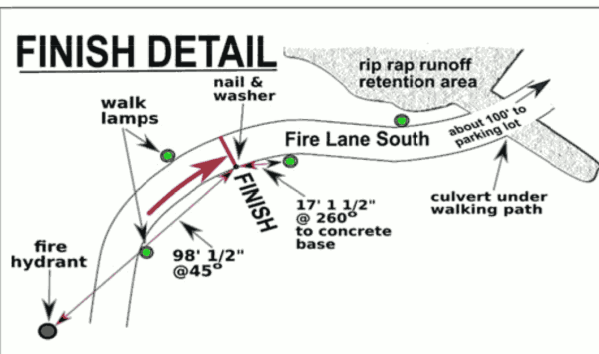 FINISH DETAIL
nail &
washer
rip rap runoff
retention area
walk
lamps
about 100' to
parking lot
Fire Lane South
FINISH
culvert under
walking path
17' 1 1/2"
@ 260°
to concrete
base
fire
hydrant
98' 1/2"
@45°